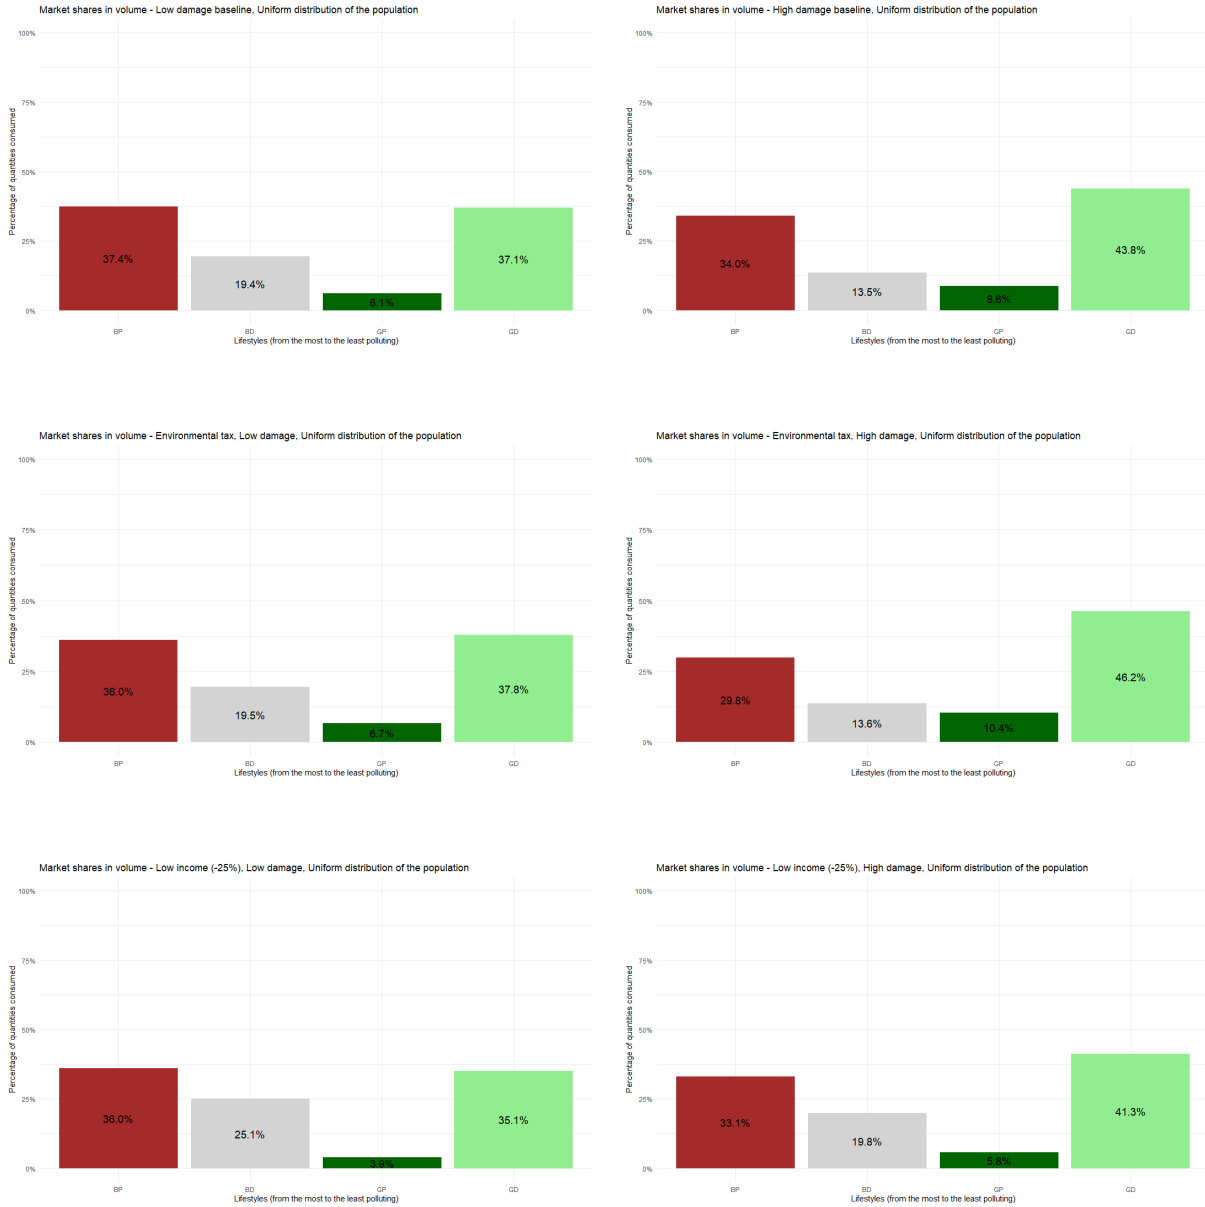 Market shares in volume - Low damage baseline, Uniform distribution of the population
100%
75%
50%
25%
0%
Percentage of quantities consumed
37.4%
19.4%
6.1%
37.1%
BP BD GP GD
Lifestyles (from the most to the least polluting)
Market shares in volume - High damage baseline, Uniform distribution of the population
100%
75%
50%
25%
0%
Percentage of quantities consumed
34.0%
13.5%
8.6%
43.8%
BP BD GP GD
Lifestyles (from the most to the least polluting)
Market shares in volume - Environmental tax, Low damage, Uniform distribution of the population
100%
75%
50%
25%
0%
Percentage of quantities consumed
36.0%
19.5%
6.7%
37.8%
BP BD GP GD
Lifestyles (from the most to the least polluting)
Market shares in volume - Environmental tax, High damage, Uniform distribution of the population
100%
75%
50%
25%
0%
Percentage of quantities consumed
29.8%
13.6%
10.4%
46.2%
BP BD GP GD
Lifestyles (from the most to the least polluting)
Market shares in volume - Low income (-25%), Low damage, Uniform distribution of the population
100%
75%
50%
25%
0%
Percentage of quantities consumed
36.0%
25.1%
3.9%
35.1%
BP BD GP GD
Lifestyles (from the most to the least polluting)
Market shares in volume - Low income (-25%), High damage, Uniform distribution of the population
100%
75%
50%
25%
0%
Percentage of quantities consumed
33.1%
19.8%
5.8%
41.3%
BP BD GP GD
Lifestyles (from the most to the least polluting)